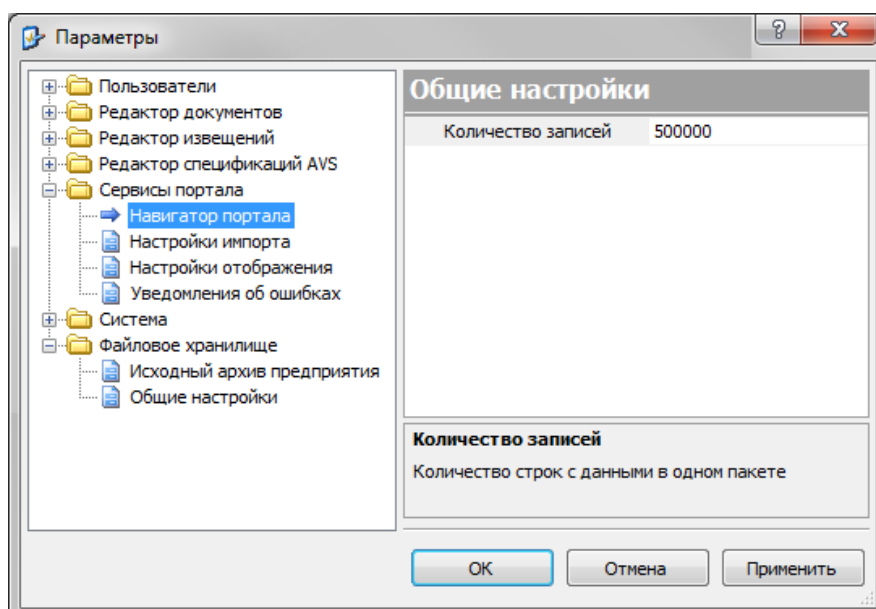 Параметры
Пользователи
Редактор документов
Редактор извещений
Редактор спецификаций AVS
Сервисы портала
Навигатор портала
Настройки импорта
Настройки отображения
Уведомления об ошибках
Система
Файловое хранилище
Исходный архив предприятия
Общие настройки
Общие настройки
Количество записей 500000
Количество записей
Количество строк с данными в одном пакете
OK Отмена Применить